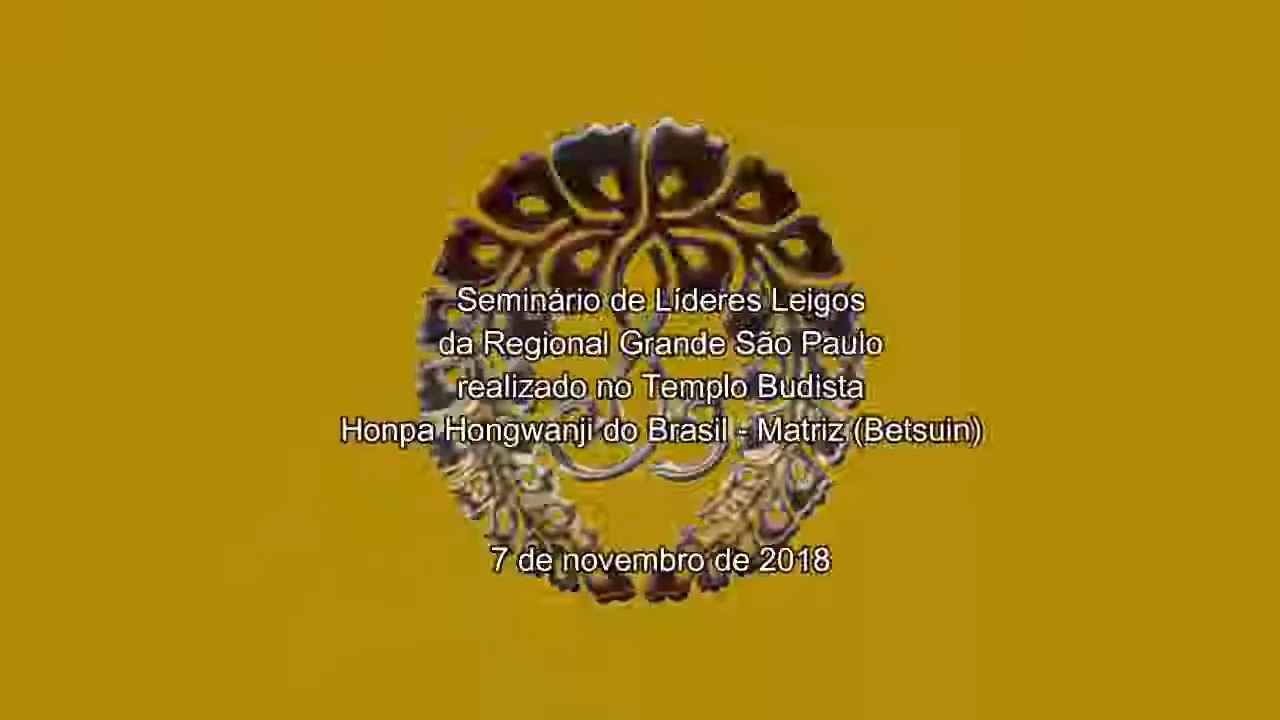 Seminário de Líderes Leigos
da Regional Grande São Paulo
realizado no Templo Budista
Honpa Hongwanji do Brasil - Matriz (Betsuin)
7 de novembro de 2018